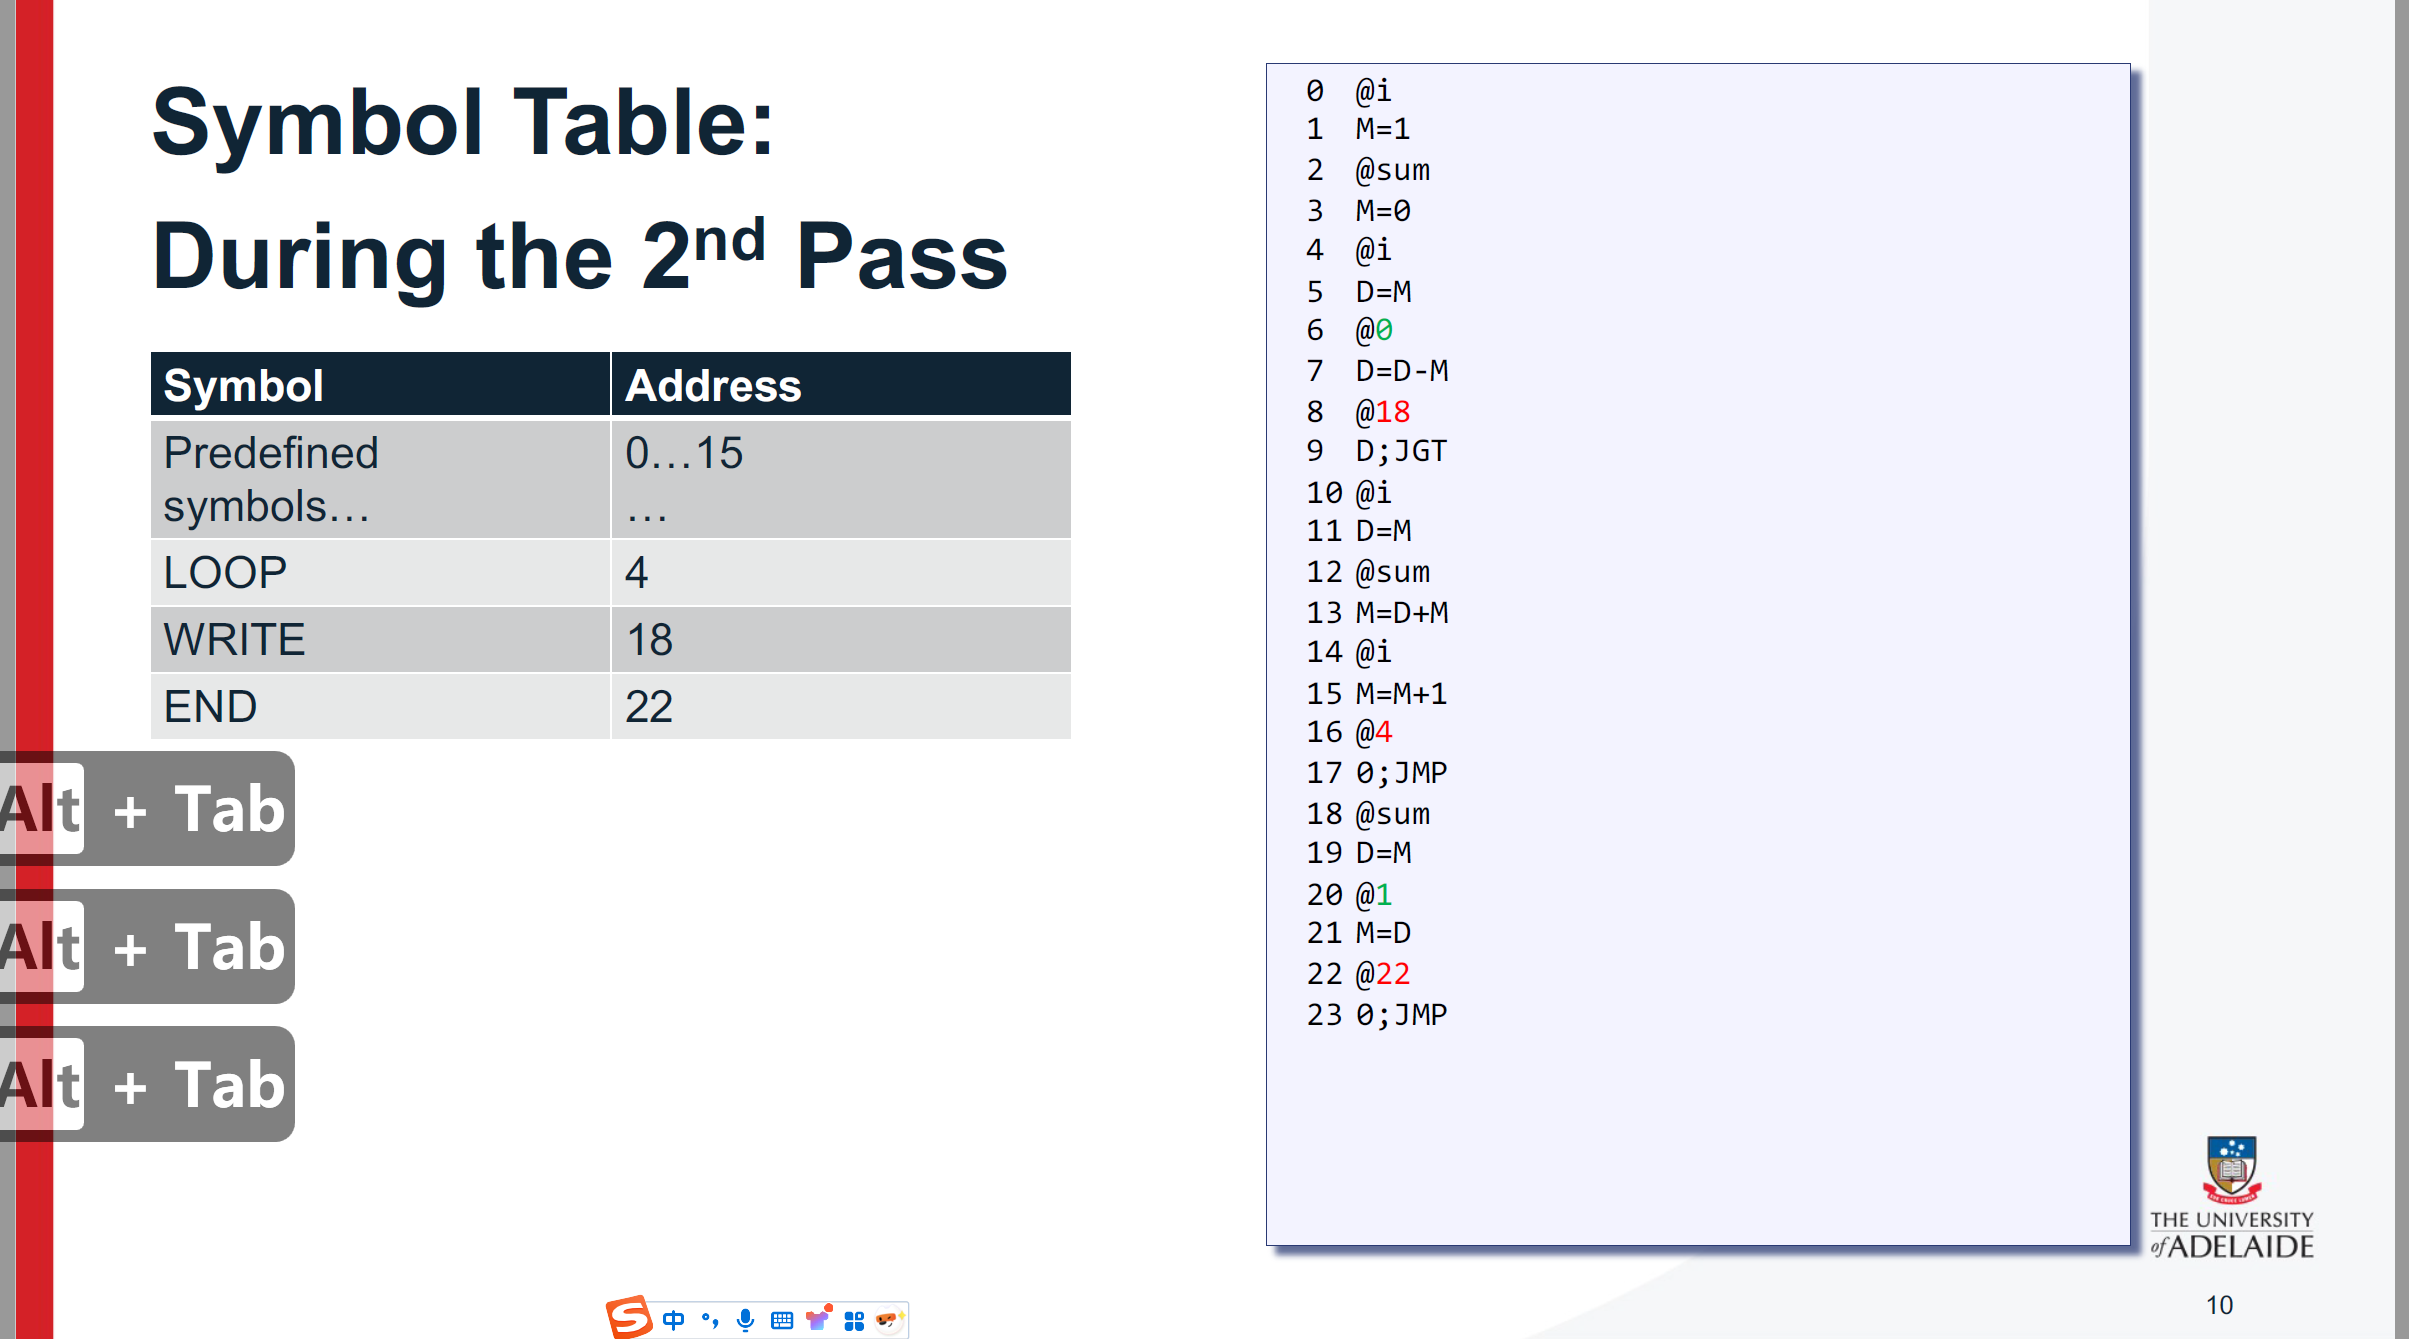 Symbol Table:
During the 2nd Pass
Symbol Address
Predefined symbols… 0…15 …
LOOP 4
WRITE 18
END 22
Alt + Tab
Alt + Tab
Alt + Tab
0 @i
1 M=1
2 @sum
3 M=0
4 @i
5 D=M
6 @0
7 D=D-M
8 @18
9 D;JGT
10 @i
11 D=M
12 @sum
13 M=D+M
14 @i
15 M=M+1
16 @4
17 0;JMP
18 @sum
19 D=M
20 @1
21 M=D
22 @22
23 0;JMP
THE UNIVERSITY
of ADELAIDE
10
S 中